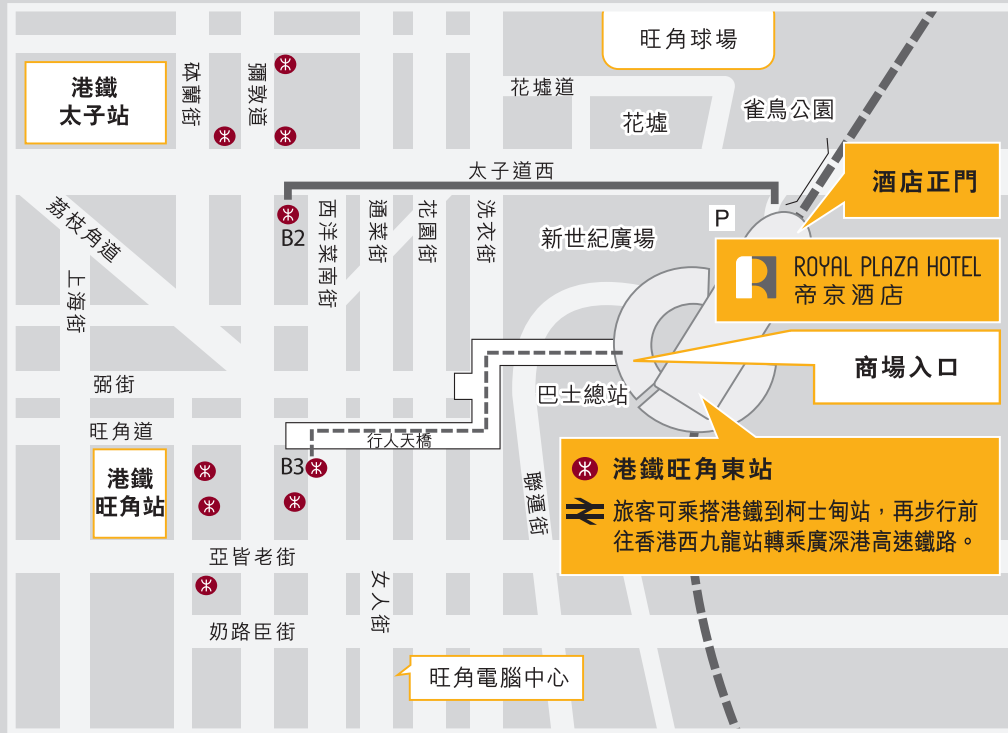 旺角球場
港鐵
太子站
砵蘭街
彌敦道
花墟道
花墟
雀鳥公園
太子道西
酒店正門
荔枝角道
B2
西洋菜南街
通菜街
花園街
洗衣街
新世紀廣場
P
ROYAL PLAZA HOTEL
帝京酒店
上海街
商場入口
弼街
巴士總站
旺角道
行人天橋
B3
港鐵
旺角站
港鐵旺角東站
旅客可乘搭港鐵到柯士甸站，再步行前
往香港西九龍站轉乘廣深港高速鐵路。
聯運街
亞皆老街
女人街
奶路臣街
旺角電腦中心